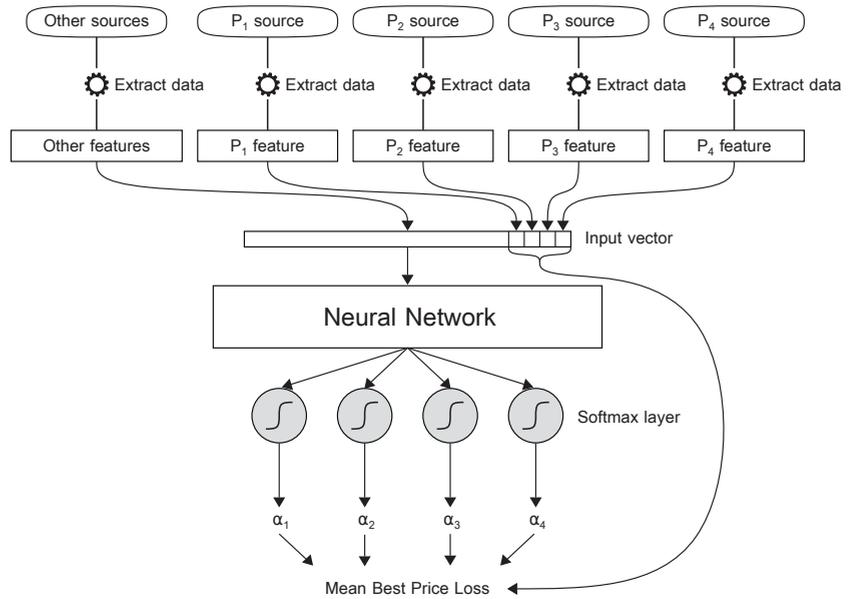 Other sources
P1 source
P2 source
P3 source
P4 source
Extract data
Extract data
Extract data
Extract data
Extract data
Other features
P1 feature
P2 feature
P3 feature
P4 feature
Input vector
Neural Network
Softmax layer
α1
α2
α3
α4
Mean Best Price Loss